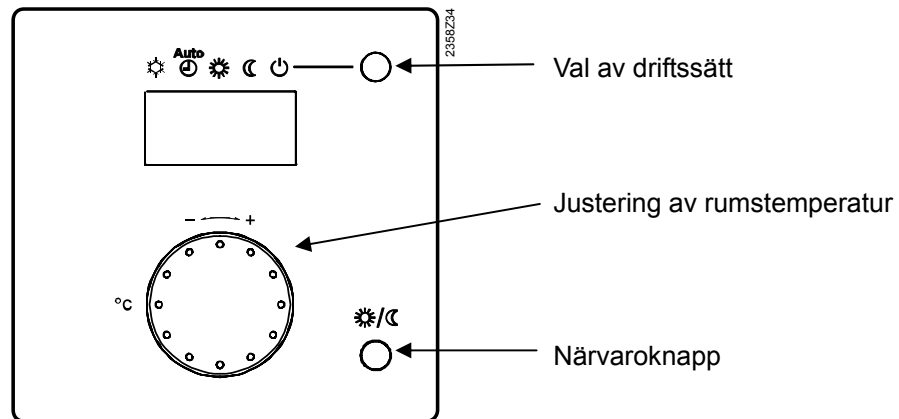 2358Z34
Auto
Val av driftssätt
Justering av rumstemperatur
– +
°C
Närvaroknapp